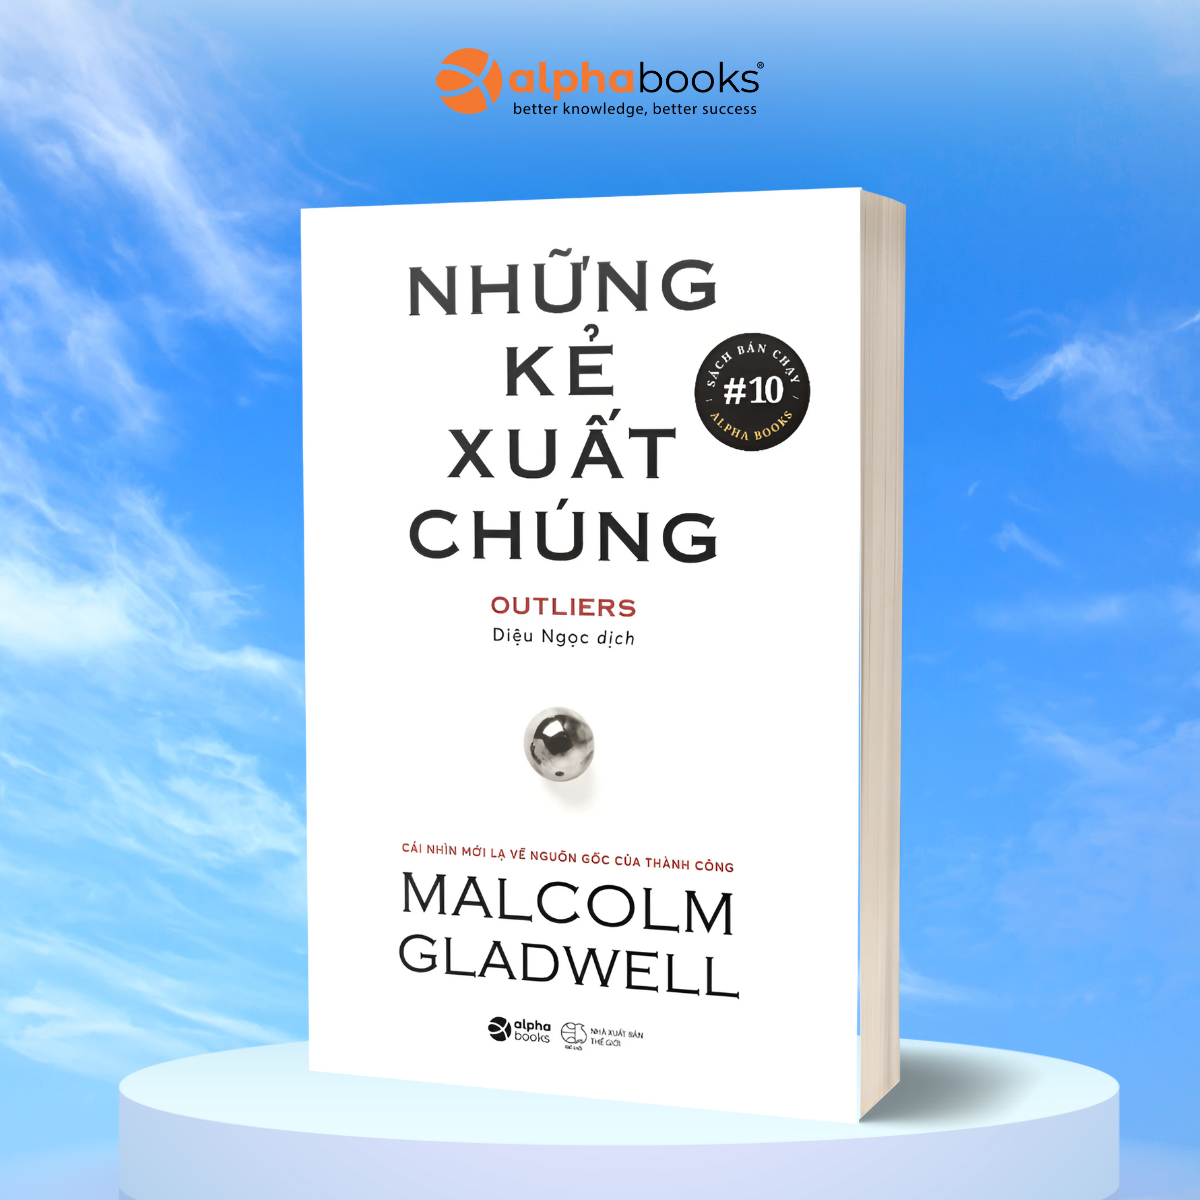 alphabooks®
better knowledge, better success
NHỮNG
KẺ
XUẤT
CHÚNG
SÁCH BÁN CHẠY
#10
ALPHA BOOKS
OUTLIERS
Diệu Ngọc dịch
CÁI NHÌN MỚI LẠ VỀ NGUỒN GỐC CỦA THÀNH CÔNG
MALCOLM
GLADWELL
alpha
books
NHÀ XUẤT BẢN
THẾ GIỚI